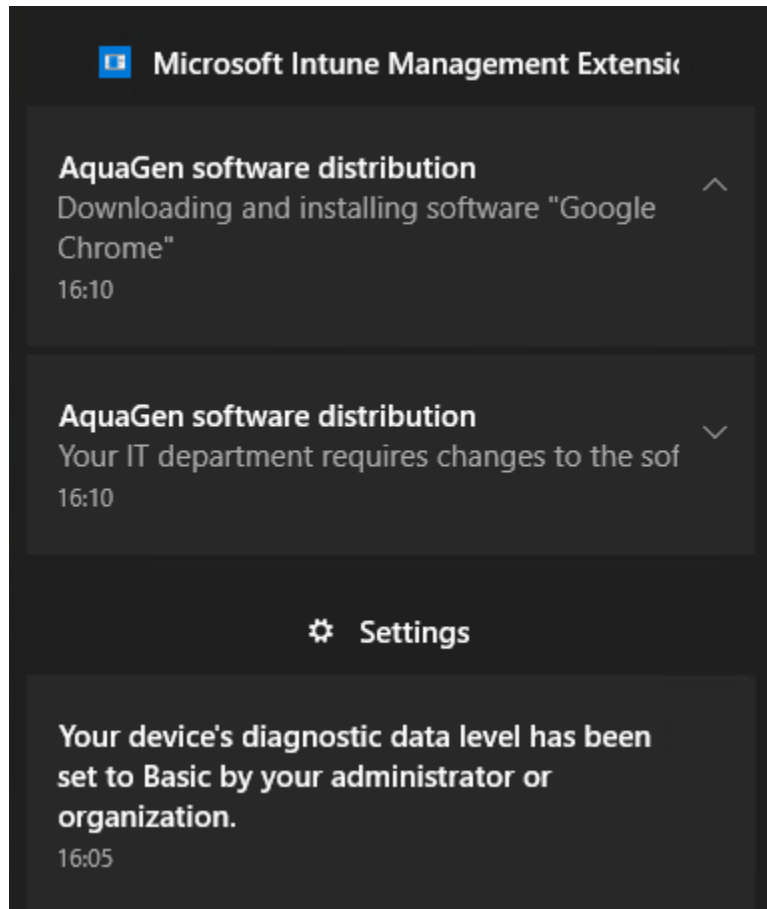 Microsoft Intune Management Extensic
AquaGen software distribution
Downloading and installing software "Google
Chrome"
16:10
AquaGen software distribution
Your IT department requires changes to the sof
16:10
Settings
Your device's diagnostic data level has been
set to Basic by your administrator or
organization.
16:05